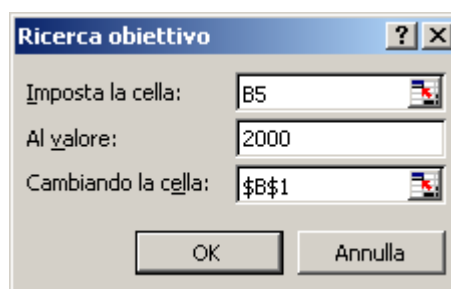 Ricerca obiettivo
Imposta la cella: B5
Al valore: 2000
Cambiando la cella: $B$1
OK Annulla